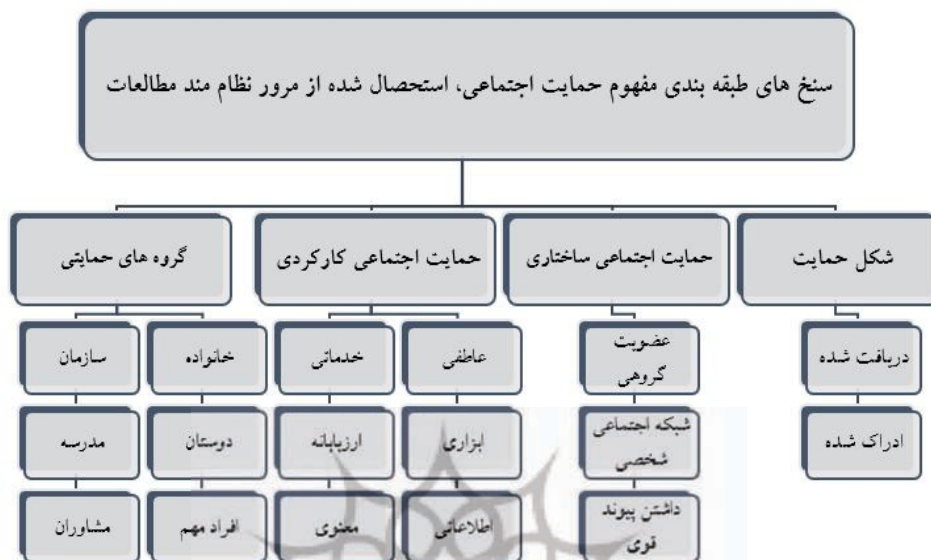 سنخ های طبقه بندی مفهوم حمایت اجتماعی، استحصال شده از مرور نظام مند مطالعات
شکل حمایت
دریافت شده
ادراک شده
حمایت اجتماعی ساختاری
عضویت
گروهی
شبکه اجتماعی
شخصی
داشتن پیوند
قوی
حمایت اجتماعی کارکردی
عاطفی
ابزاری
اطلاعاتی
خدماتی
ارزیابانه
معنوی
گروه های حمایتی
خانواده
دوستان
افراد مهم
سازمان
مدرسه
مشاوران